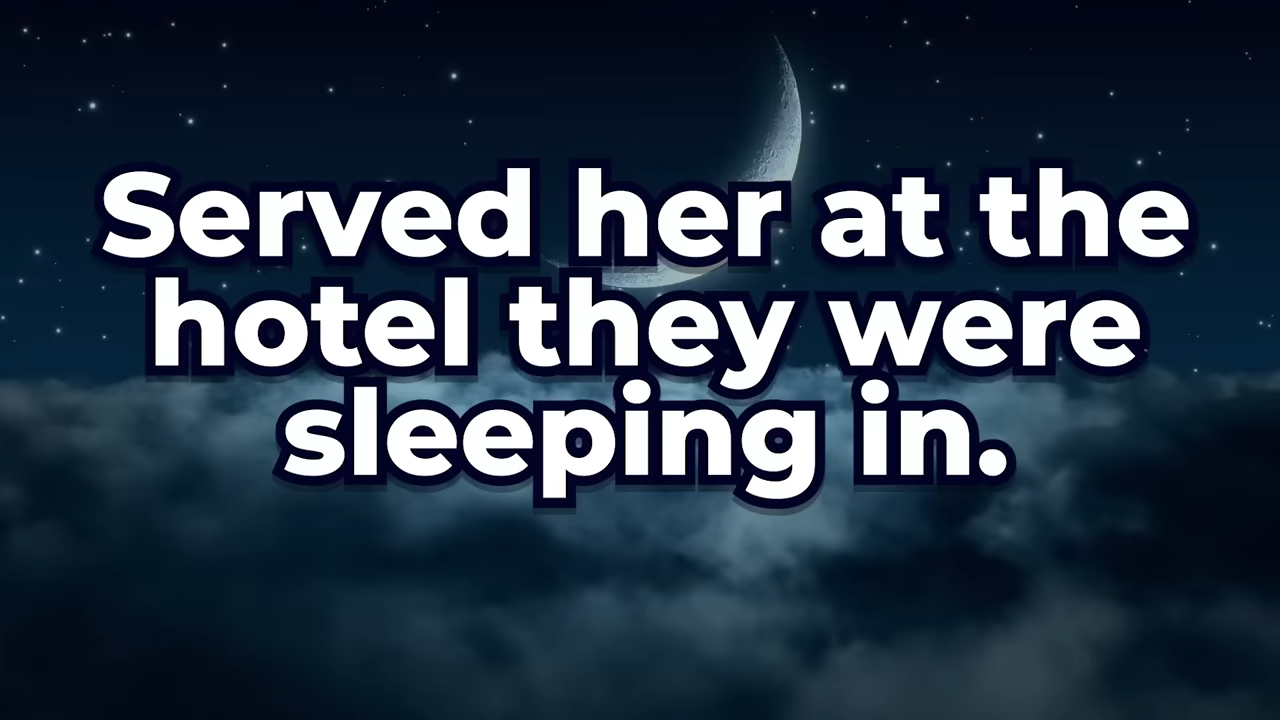 Served her at the
hotel they were
sleeping in.